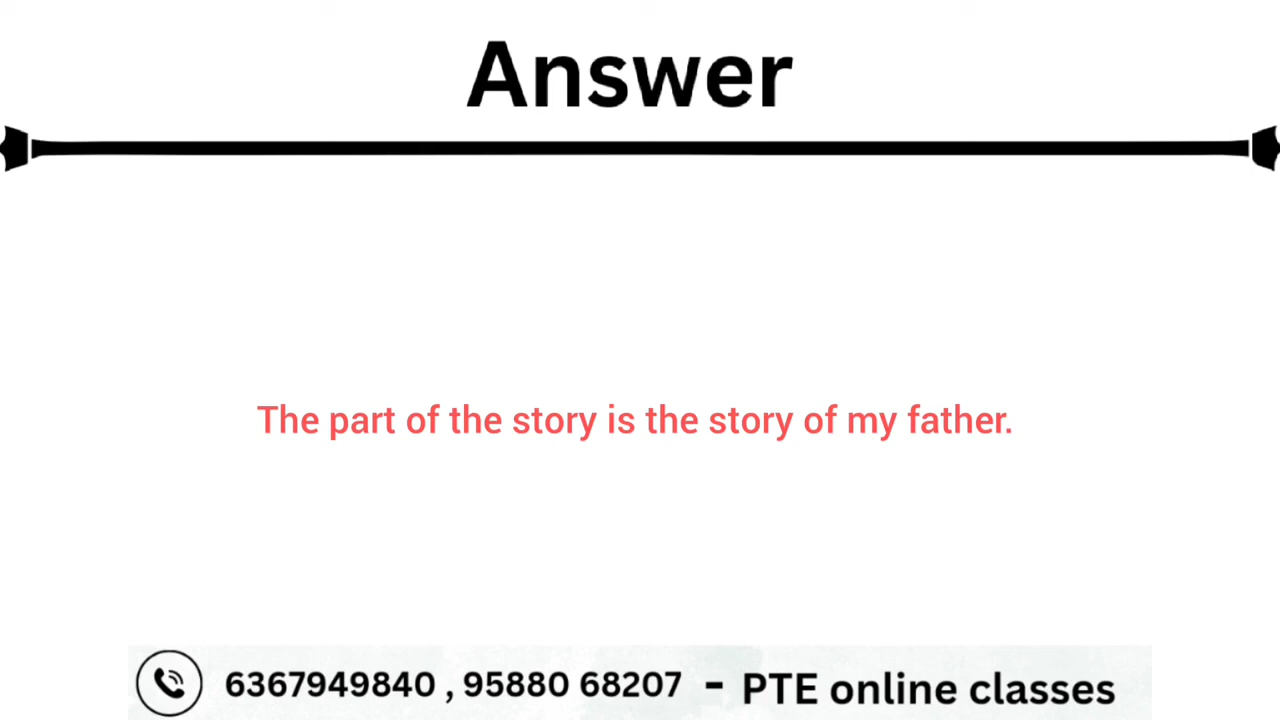 Answer
The part of the story is the story of my father.
6367949840 , 95880 68207 - PTE online classes